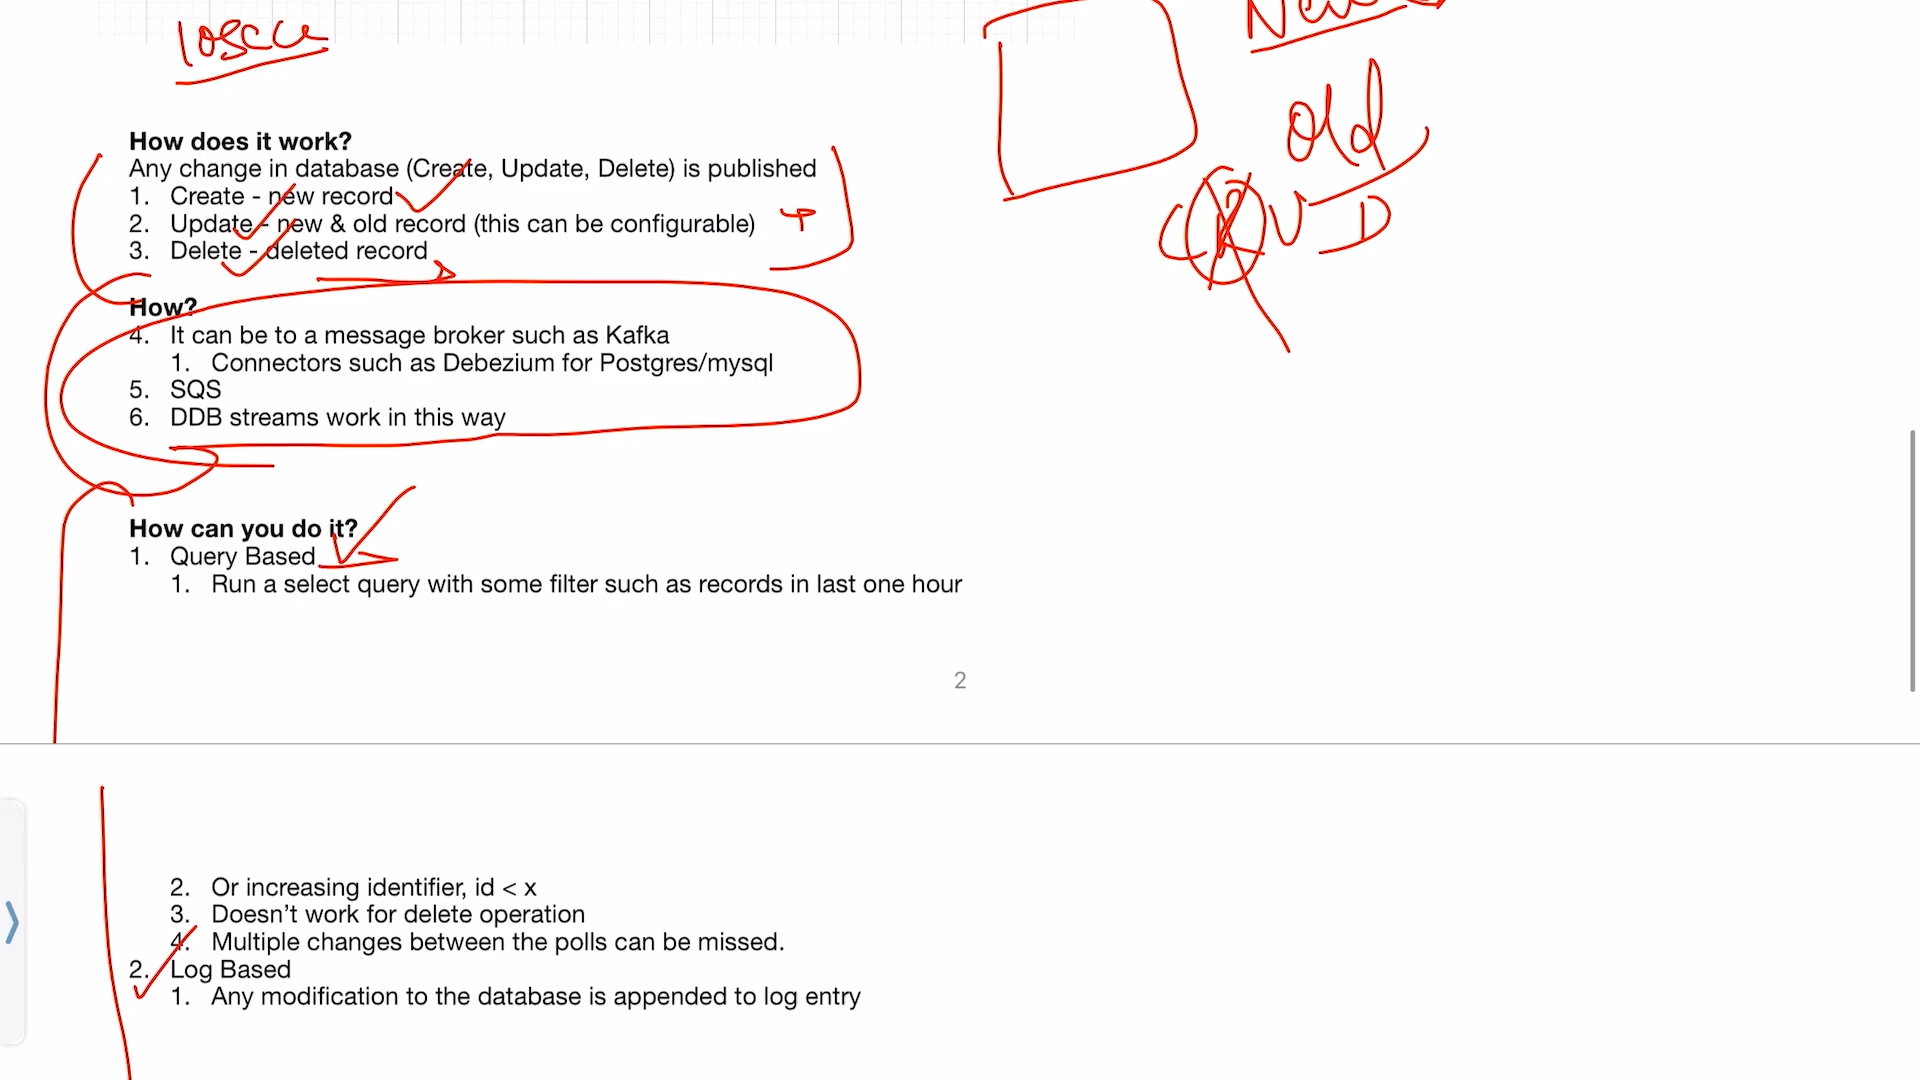 How does it work?
Any change in database (Create, Update, Delete) is published
1. Create - new record
2. Update - new & old record (this can be configurable)
3. Delete - deleted record
old
C R U D
How?
4. It can be to a message broker such as Kafka
1. Connectors such as Debezium for Postgres/mysql
5. SQS
6. DDB streams work in this way
How can you do it?
1. Query Based
1. Run a select query with some filter such as records in last one hour
2
2. Or increasing identifier, id < x
3. Doesn’t work for delete operation
4. Multiple changes between the polls can be missed.
2. Log Based
1. Any modification to the database is appended to log entry